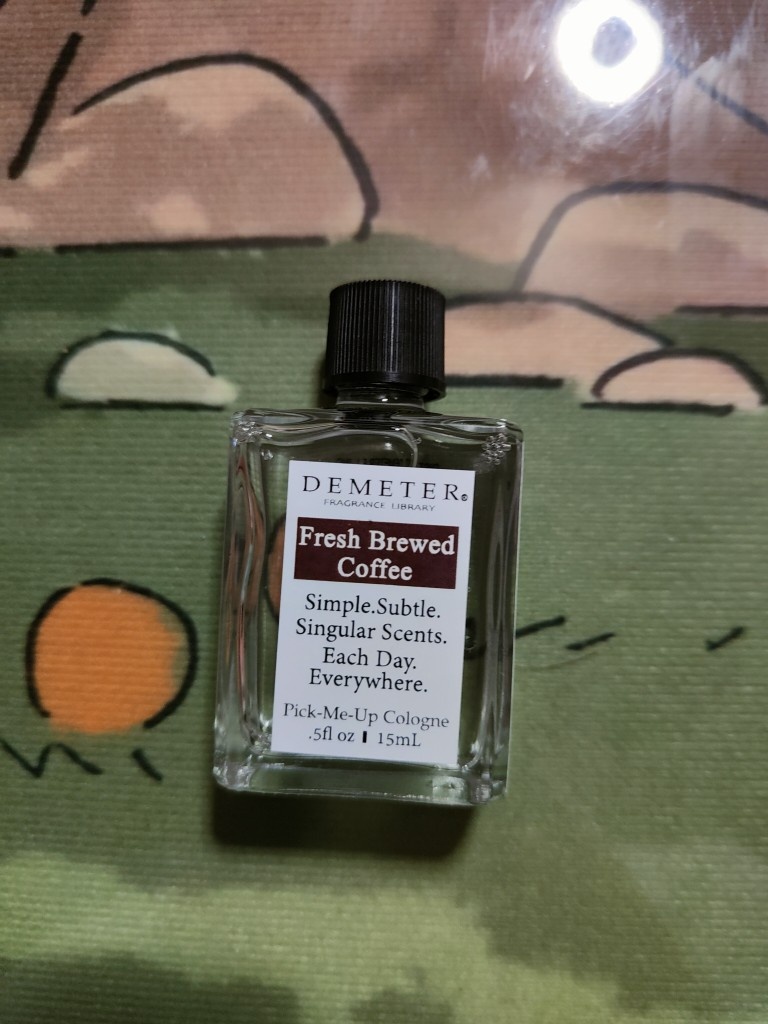 DEMETER®
FRAGRANCE LIBRARY
Fresh Brewed
Coffee
Simple.Subtle.
Singular Scents.
Each Day.
Everywhere.
Pick-Me-Up Cologne
.5fl oz | 15mL